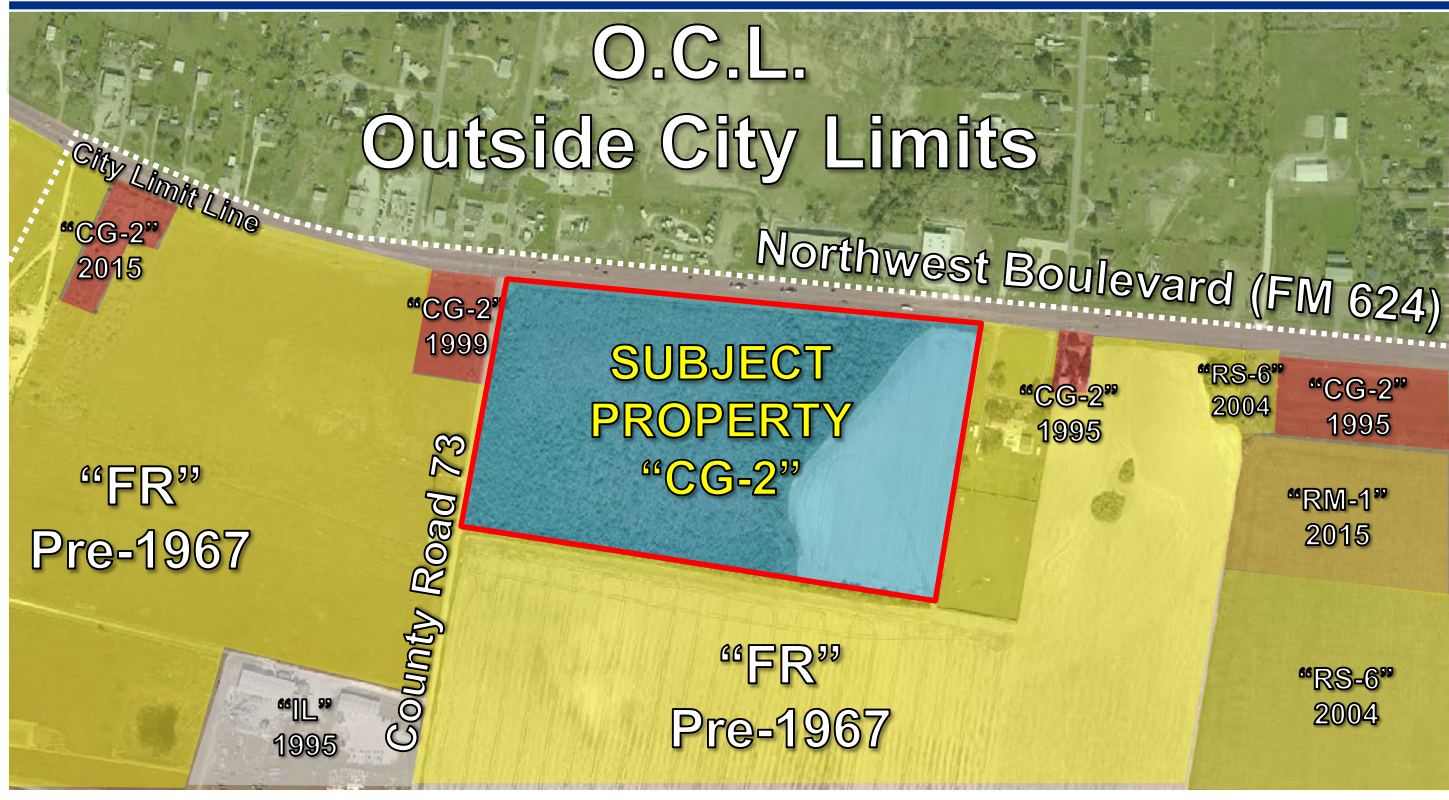 O.C.L.
Outside City Limits
City Limit Line
“CG-2”
2015
Northwest Boulevard (FM 624)
“CG-2”
1999
SUBJECT
PROPERTY
“CG-2”
“CG-2”
1995
“RS-6”
2004
“CG-2”
1995
“FR”
Pre-1967
County Road 73
“RM-1”
2015
“FR”
Pre-1967
“IL”
1995
“RS-6”
2004